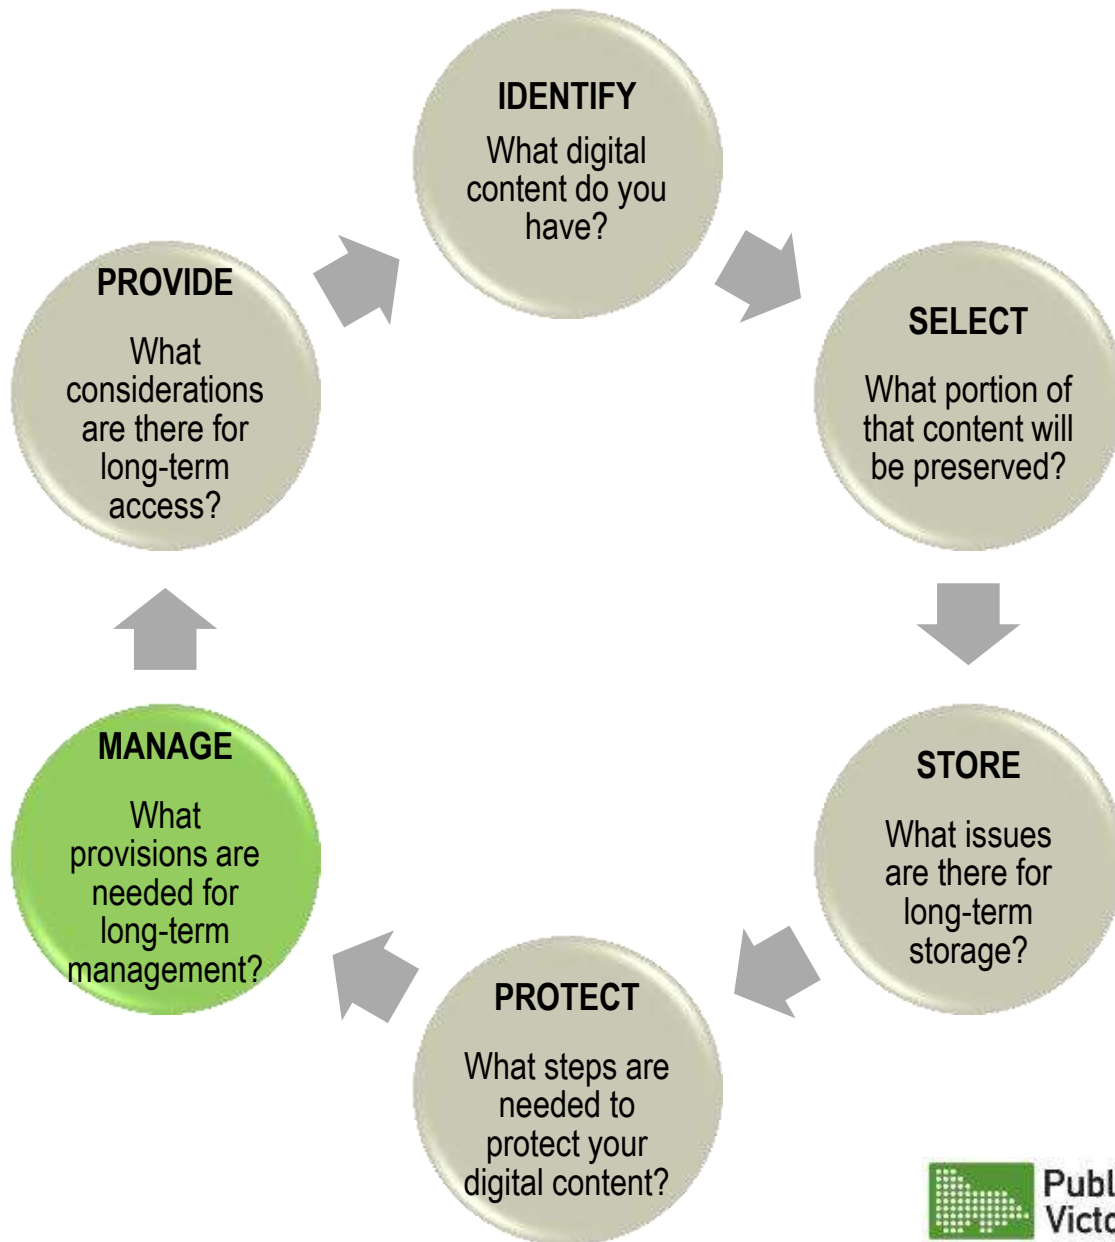 IDENTIFY
What digital
content do you
have?
SELECT
What portion of
that content will
be preserved?
STORE
What issues
are there for
long-term
storage?
PROTECT
What steps are
needed to
protect your
digital content?
MANAGE
What
provisions are
needed for
long-term
management?
PROVIDE
What
considerations
are there for
long-term
access?